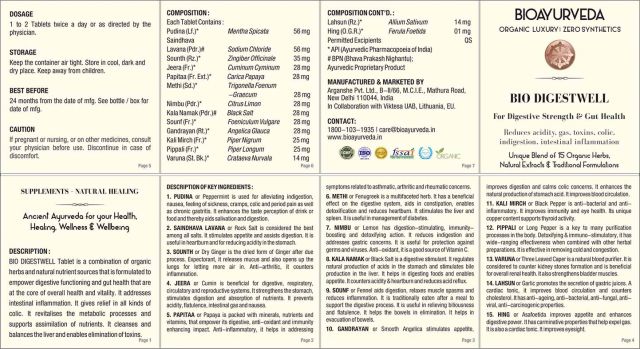 DOSAGE
1 to 2 Tablets twice a day or as directed by the
physician.
STORAGE
Keep the container air tight. Store in cool, dark and
dry place. Keep away from children.
BEST BEFORE
24 months from the date of mfg. See bottle / box for
date of mfg.
CAUTION
If pregnant or nursing, or on other medicines, consult
your physician before use. Discontinue in case of
discomfort.
Page 5
COMPOSITION :
Each Tablet Contains :
Pudina (Lf.)* Mentha Spicata 56 mg
Saindhava
Lavana (Pdr.)# Sodium Chloride 56 mg
Sounth (Rz.)* Zingiber Officinale 35 mg
Jeera (Fr.)* Cuminum Cyminum 28 mg
Papitaa (Fr. Ext.)* Carica Papaya 28 mg
Methi (Sd.)* Trigonella Faenum
–Graecum 28 mg
Nimbu (Pdr.)* Citrus Limon 28 mg
Kala Namak (Pdr.)# Black Salt 28 mg
Sounf (Fr.)* Foeniculum Vulgare 28 mg
Gandrayan (Rt.)* Angelica Glauca 28 mg
Kali Mirch (Fr.)* Piper Nigrum 25 mg
Pippali (Fr.)* Piper Longum 25 mg
Varuna (St. Bk.)* Crataeva Nurvala 14 mg
Page 6
COMPOSITION CONT'D. :
Lahsun (Rz.)* Allium Sativum 14 mg
Hing (O.G.R.)* Ferula Foetida 01 mg
Permitted Excipients QS
* API (Ayurvedic Pharmacopoeia of India)
# BPN (Bhava Prakash Nighantu);
Ayurvedic Proprietary Product
MANUFACTURED & MARKETED BY
Arganshe Pvt. Ltd., B–II/66, M.C.I.E., Mathura Road,
New Delhi 110044, India
In Collaboration with Viktesa UAB, Lithuania, EU.
CONTACT:
1800–103–1935 | care@bioayurveda.in
www.bioayurveda.in
ISO
fssai
ORGANIC
Page 7
BIOAYURVEDA
ORGANIC LUXURY | ZERO SYNTHETICS
BIO DIGESTWELL
For Digestive Strength & Gut Health
Reduces acidity, gas, toxins, colic,
indigestion, intestinal inflammation
Unique Blend of 15 Organic Herbs,
Natural Extracts & Traditional Formulations
SUPPLEMENTS - NATURAL HEALING
Ancient Ayurveda for your Health,
Healing, Wellness & Wellbeing
DESCRIPTION :
BIO DIGESTWELL Tablet is a combination of organic
herbs and natural nutrient sources that is formulated to
empower digestive functioning and gut health that are
at the core of overall health and vitality. It addresses
internal intestinal inflammation. It gives relief in all kinds of
colic. It revitalises the metabolic processes and
supports assimilation of nutrients. It cleanses and
balances the liver and enables elimination of toxins.
Page 1
DESCRIPTION OF KEY INGREDIENTS :
1. PUDINA or Peppermint is used for alleviating indigestion,
nausea, feeling of sickness, cramps, colic and period pain as well
as chronic gastritis. It enhances the taste perception of drink or
food and thereby aids salivation and digestion.
2. SAINDHAVA LAVANA or Rock Salt is considered the best
among all salts. It stimulates appetite and assists digestion. It is
useful in heartburn and for reducing acidity in the stomach.
3. SOUNTH or Dry Ginger is the dried form of Ginger after due
process. Expectorant, it releases mucus and also opens up the
lungs for letting more air in. Anti–arthritic, it counters
inflammation.
4. JEERA or Cumin is beneficial for digestive, respiratory,
circulatory and reproductive systems. It strengthens the stomach,
stimulates digestion and absorption of nutrients. It prevents
acidity, flatulence, intestinal gas and nausea.
5. PAPITAA or Papaya is packed with minerals, nutrients and
vitamins, that empower its digestive, anti–oxidant and immunity
enhancing impact. Anti–inflammatory, it helps in addressing
Page 2
symptoms related to asthmatic, arthritic and rheumatic concerns.
6. METHI or Fenugreek is a multifaceted herb. It has a beneficial
effect on the digestive system, aids in constipation, enables
detoxification and reduces heartburn. It stimulates the liver and
spleen. It is useful in management of diabetes.
7. NIMBU or Lemon has digestion–stimulating, immunity–
boosting and detoxifying action. It reduces indigestion and
addresses gastric concerns. It is useful for protection against
germs and viruses. Anti–oxidant, it is a good source of Vitamin C.
8. KALA NAMAK or Black Salt is a digestive stimulant. It regulates
natural production of acids in the stomach and stimulates bile
production in the liver. It helps in digesting foods and enables
appetite. It counters acidity & heartburn and reduces acid reflux.
9. SOUNF or Fennel aids digestion, relaxes muscle spasms and
reduces inflammation. It is traditionally eaten after a meal to
support the digestive process. It is useful in relieving biliousness
and flatulence. It helps the bowels in elimination. It helps in
evacuation of bowels.
10. GANDRAYAN or Smooth Angelica stimulates appetite,
Page 3
improves digestion and calms colic concerns. It enhances the
natural production of stomach acid. It improves blood circulation.
11. KALI MIRCH or Black Pepper is anti–bacterial and anti–
inflammatory. It improves immunity and eye health. Its unique
copper content supports thyroid activity.
12. PIPPALI or Long Pepper is a key to many purification
processes in the body. Detoxifying & immune–stimulatory, it has
wide–ranging effectiveness when combined with other herbal
preparations. It is effective in removing cold and congestion.
13. VARUNA or Three Leaved Caper is a natural blood purifier. It is
considered to counter kidney stones formation and is beneficial
for overall renal health. It also strengthens bladder muscles.
14. LAHSUN or Garlic promotes the secretion of gastric juices. A
cardiac tonic, it improves blood circulation and counters
cholesterol. It has anti–ageing, anti–bacterial, anti–fungal, anti–
viral, and anti–carcinogenic properties.
15. HING or Asafoetida improves appetite and enhances
digestive power. It has carminative properties that help expel gas.
It is also a cardiac tonic. It improves eyesight.
Page 4